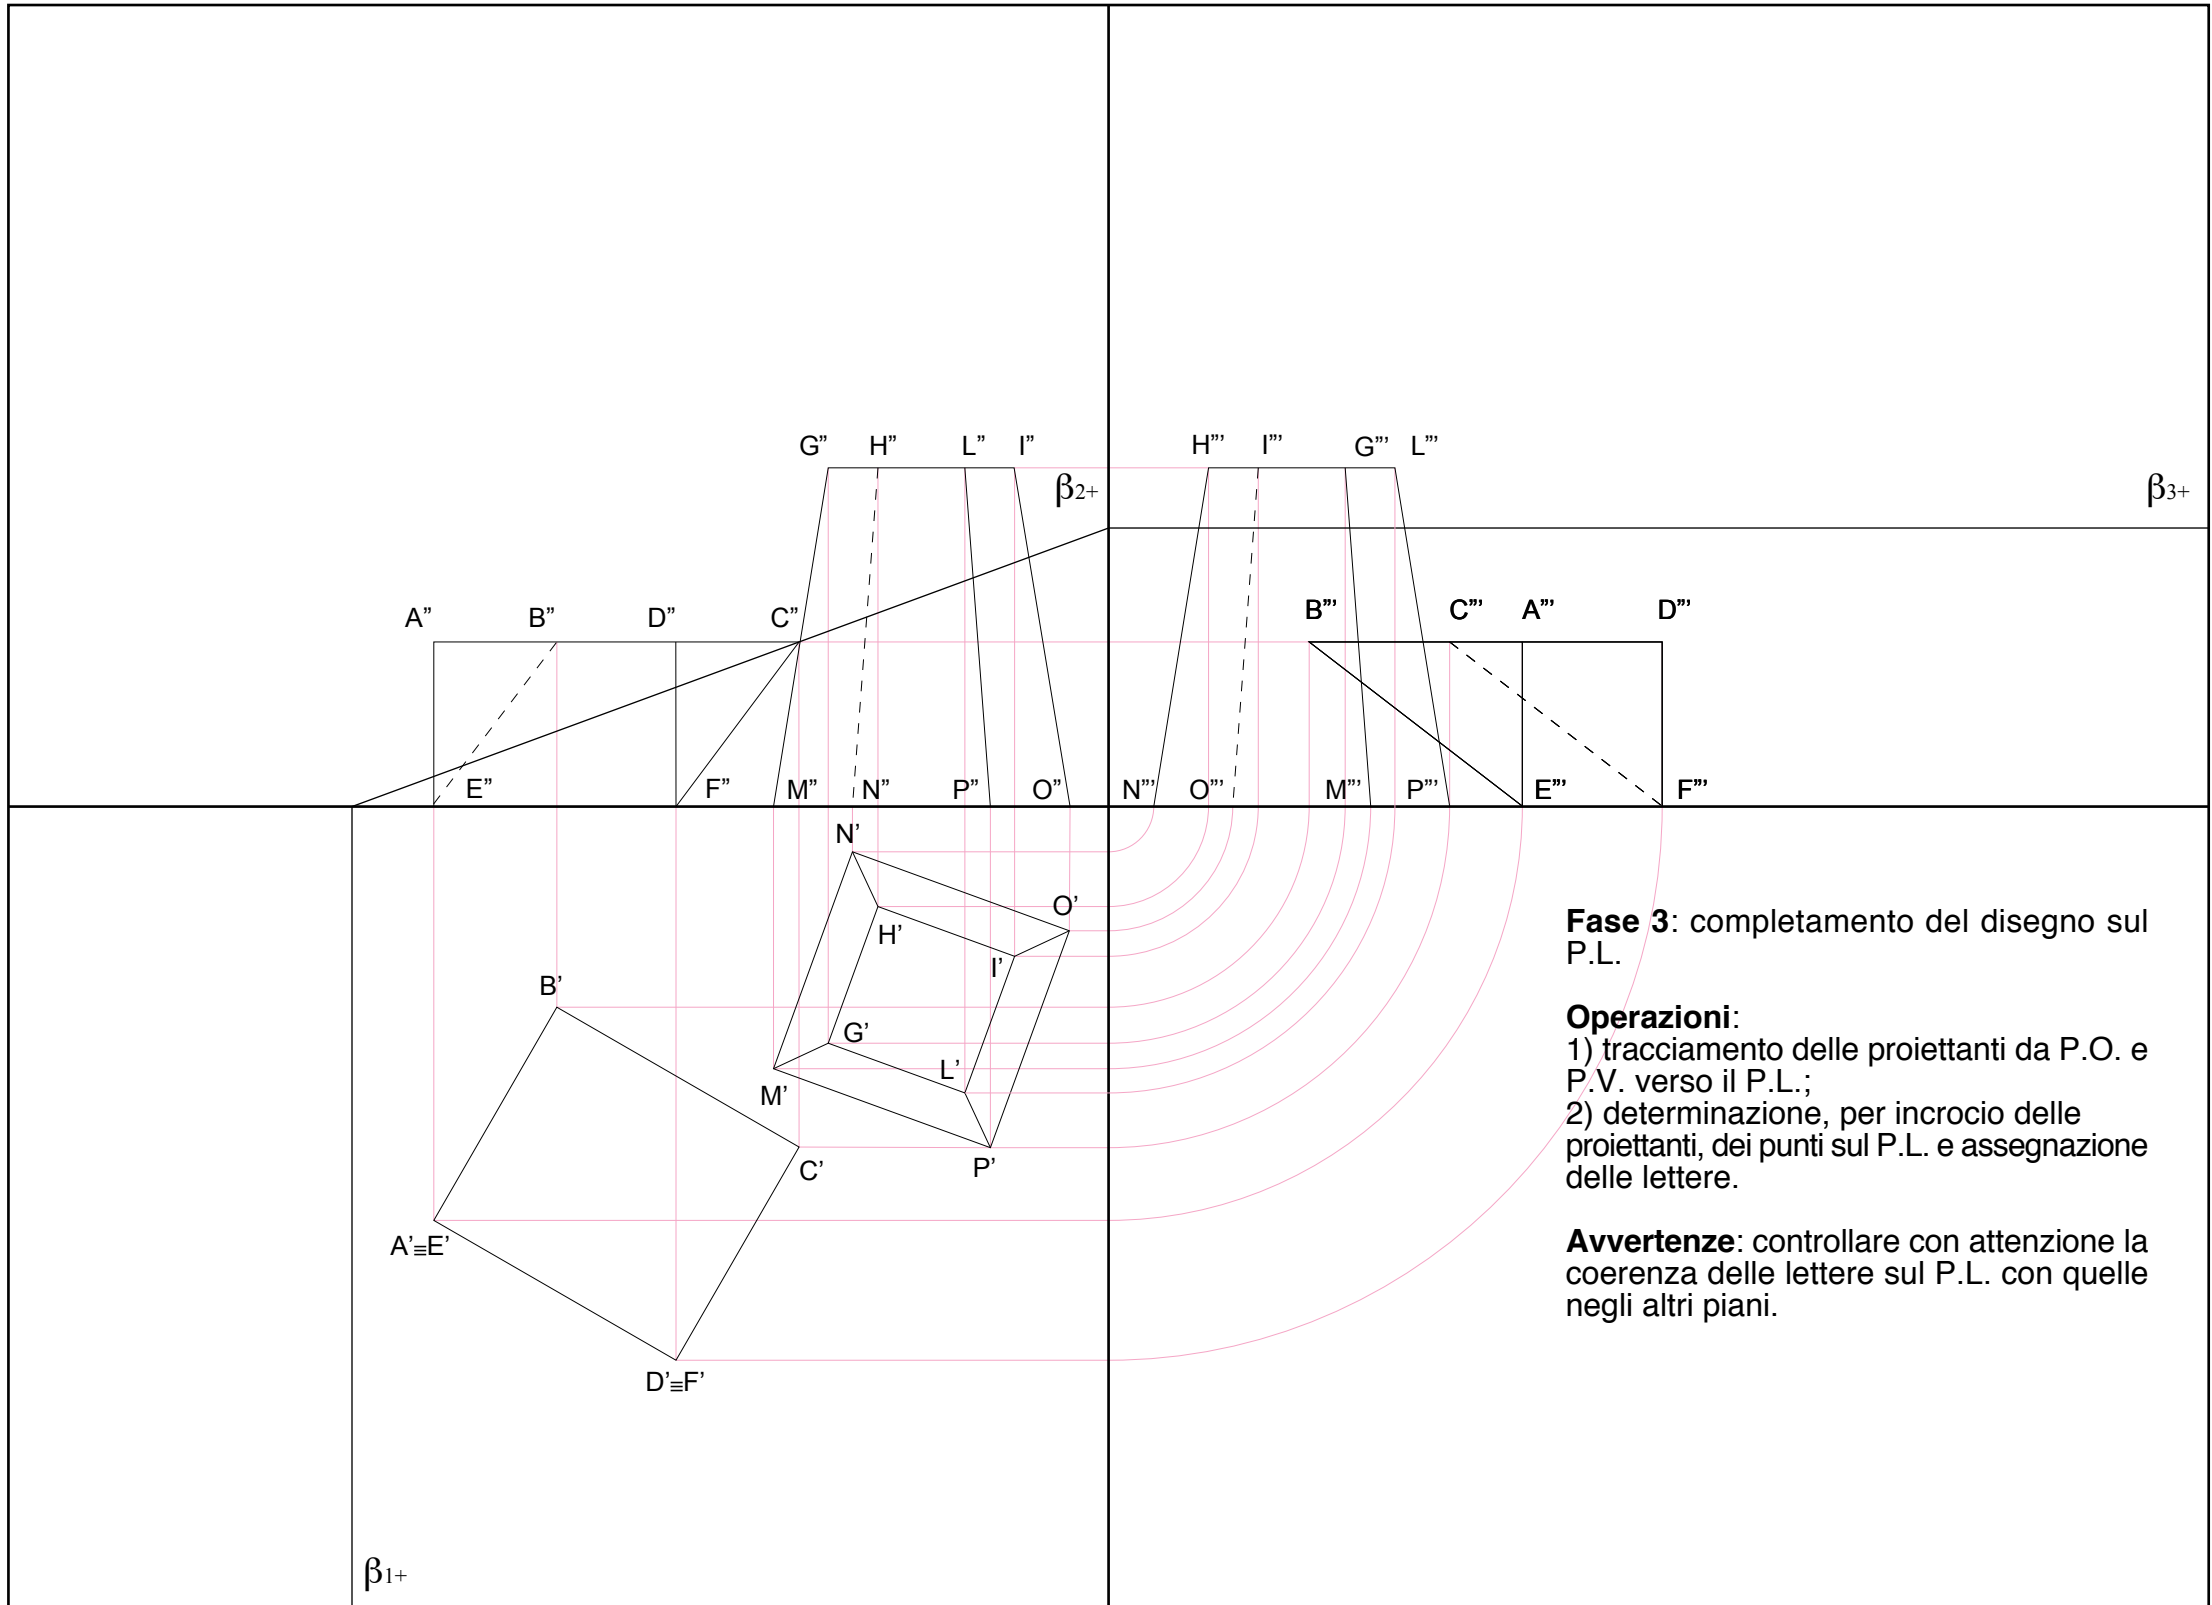 G” H” L” I” H”’ I”’ G”’ L”’
β2+ β3+
A” B” D” C” B”’ C”’ A”’ D”’
E” F” M” N” P” O” N”’ O”’ M”’ P”’ E”’ F”’
N’
O’
H’
I’
B’
G’
L’
M’
P’
C’
A’≡E’
D’≡F’
β1+
Fase 3: completamento del disegno sul
P.L.
Operazioni:
1) tracciamento delle proiettanti da P.O. e
P.V. verso il P.L.;
2) determinazione, per incrocio delle
proiettanti, dei punti sul P.L. e assegnazione
delle lettere.
Avvertenze: controllare con attenzione la
coerenza delle lettere sul P.L. con quelle
negli altri piani.